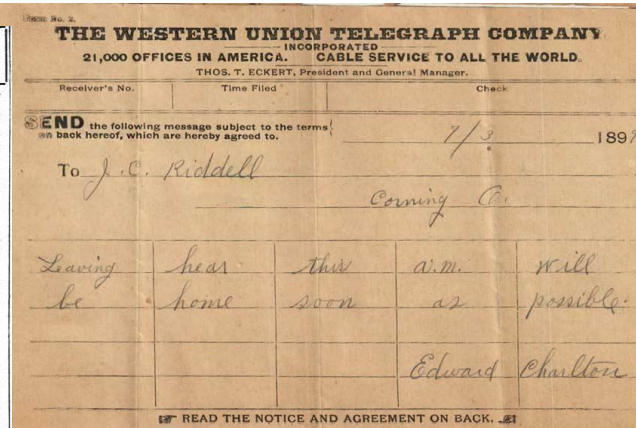 Form No. 2.
THE WESTERN UNION TELEGRAPH COMPANY
INCORPORATED
21,000 OFFICES IN AMERICA. CABLE SERVICE TO ALL THE WORLD.
THOS. T. ECKERT, President and General Manager.
Receiver's No. Time Filed Check
SEND the following message subject to the terms
on back hereof, which are hereby agreed to.
7/3 1899
To J. C. Riddell
Corning O.
Leaving hear this a.m. will
be home soon as possible.
Edward Charlton
READ THE NOTICE AND AGREEMENT ON BACK.